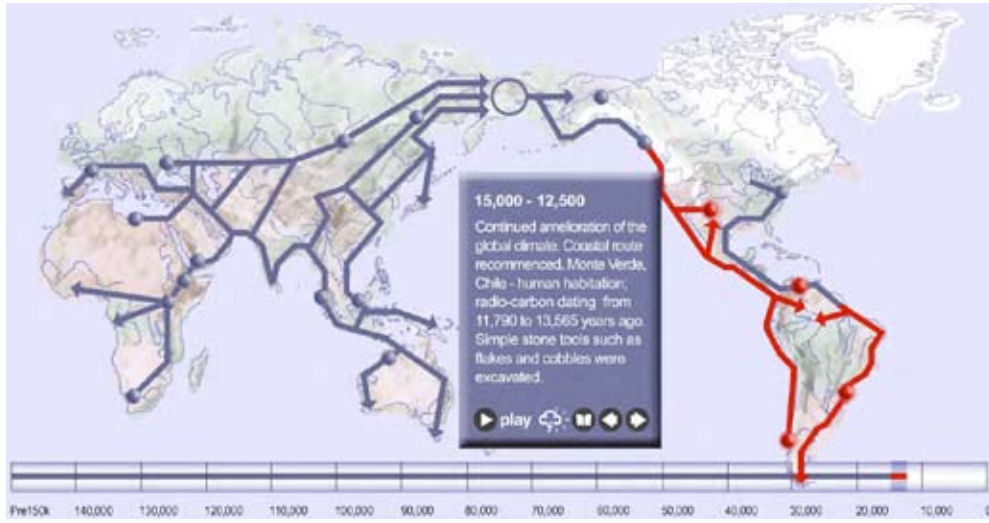 15,000 - 12,500
Continued amelioration of the
global climate. Coastal route
recommenced. Monte Verde,
Chile - human habitation;
radio-carbon dating from
11,790 to 13,565 years ago.
Simple stone tools such as
flakes and cobbles were
excavated.
play
Pre150k 140,000 130,000 120,000 100,000 90,000 80,000 70,000 60,000 50,000 40,000 30,000 20,000 10,000 0